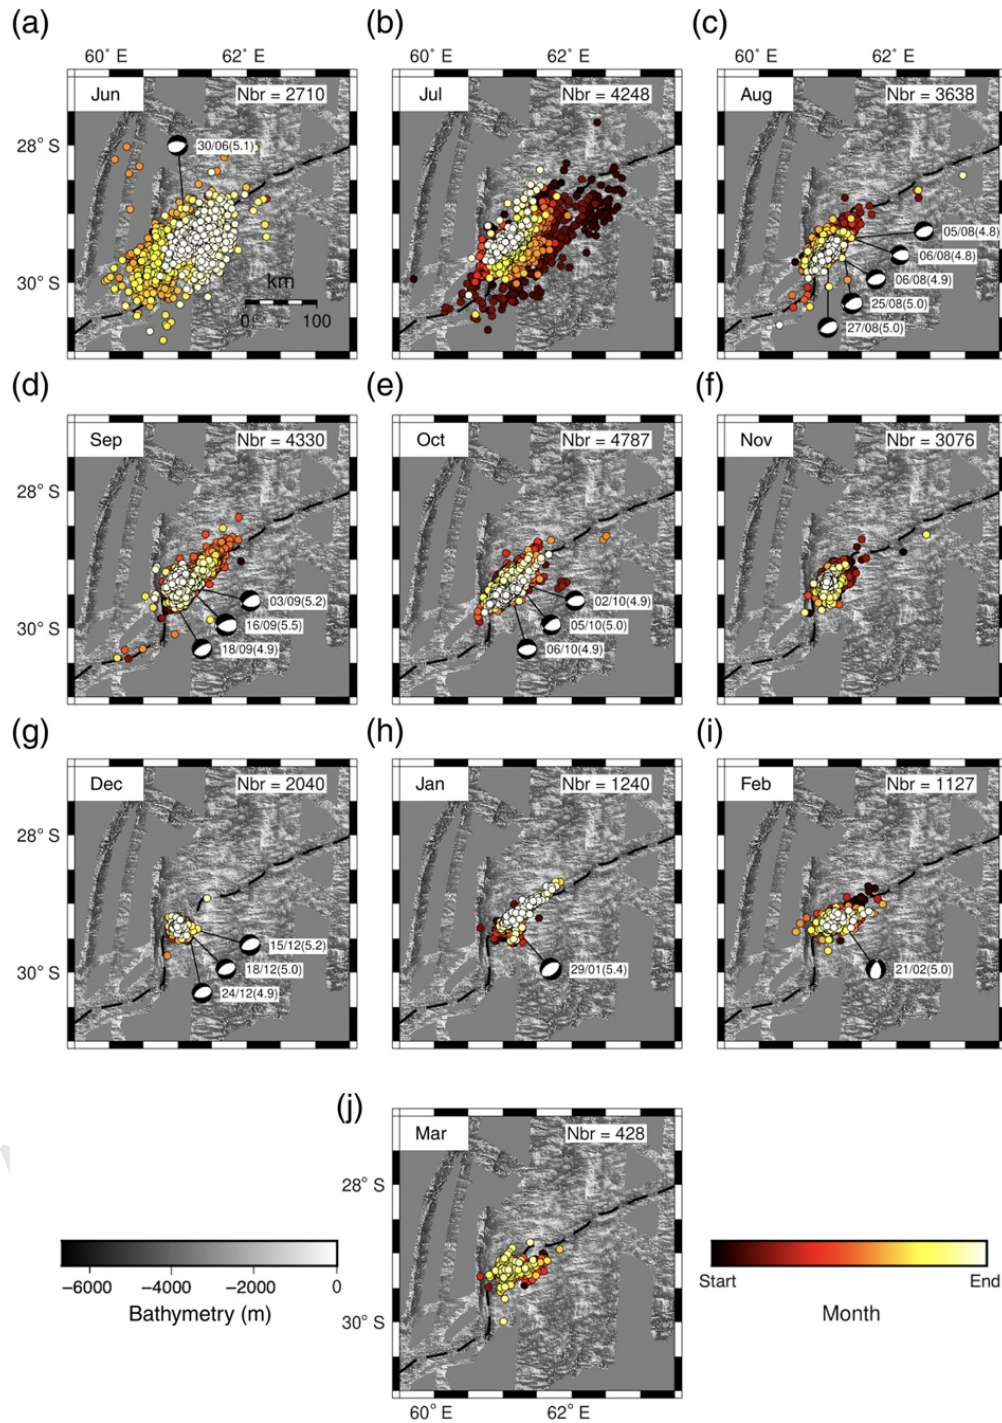 (a) (b) (c)
60° E 62° E 62° E 60° E 62° E
Jun Nbr = 2710
30/06(5.1)
28° S
30° S
km
0 100
Jul Nbr = 4248
Aug Nbr = 3638
05/08(4.8)
06/08(4.8)
06/08(4.9)
25/08(5.0)
27/08(5.0)
(d) (e) (f)
Sep Nbr = 4330
28° S
30° S
03/09(5.2)
16/09(5.5)
18/09(4.9)
Oct Nbr = 4787
02/10(4.9)
05/10(5.0)
06/10(4.9)
Nov Nbr = 3076
(g) (h) (i)
Dec Nbr = 2040
28° S
30° S
15/12(5.2)
18/12(5.0)
24/12(4.9)
Jan Nbr = 1240
29/01(5.4)
Feb Nbr = 1127
21/02(5.0)
(j)
Mar Nbr = 428
28° S
30° S
60° E 62° E
−6000 −4000 −2000 0
Bathymetry (m)
Start End
Month